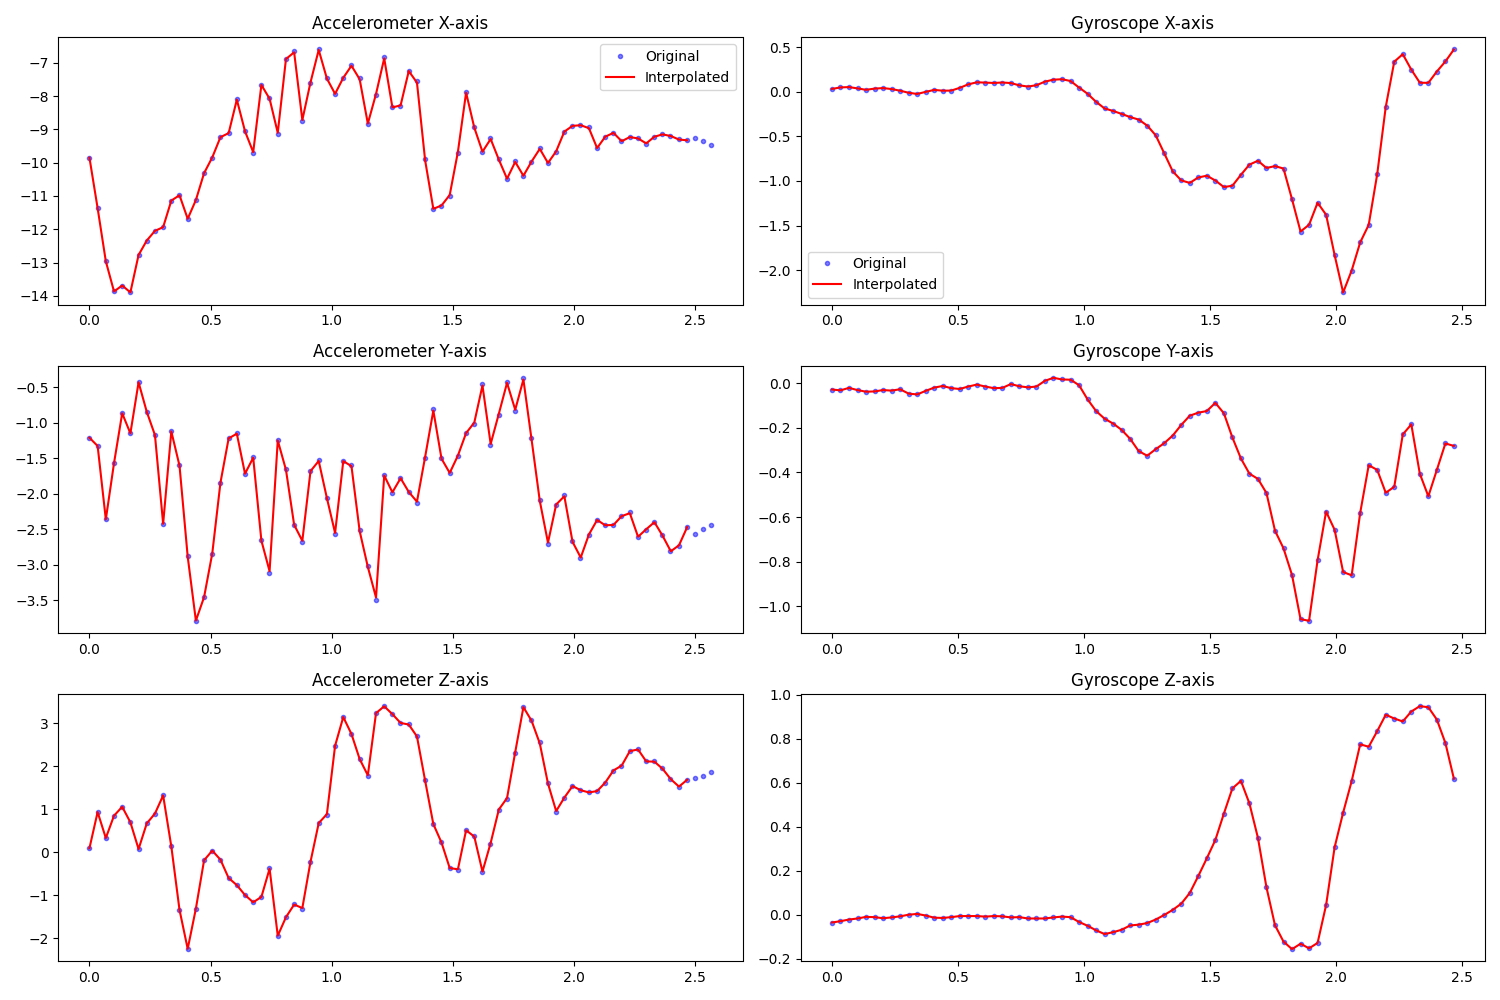 Accelerometer X-axis
−7
−8
−9
−10
−11
−12
−13
−14
Original
Interpolated
0.0 0.5 1.0 1.5 2.0 2.5
Gyroscope X-axis
0.5
0.0
−0.5
−1.0
−1.5
−2.0
Original
Interpolated
0.0 0.5 1.0 1.5 2.0 2.5
Accelerometer Y-axis
−0.5
−1.0
−1.5
−2.0
−2.5
−3.0
−3.5
0.0 0.5 1.0 1.5 2.0 2.5
Gyroscope Y-axis
0.0
−0.2
−0.4
−0.6
−0.8
−1.0
0.0 0.5 1.0 1.5 2.0 2.5
Accelerometer Z-axis
3
2
1
0
−1
−2
0.0 0.5 1.0 1.5 2.0 2.5
Gyroscope Z-axis
1.0
0.8
0.6
0.4
0.2
0.0
−0.2
0.0 0.5 1.0 1.5 2.0 2.5